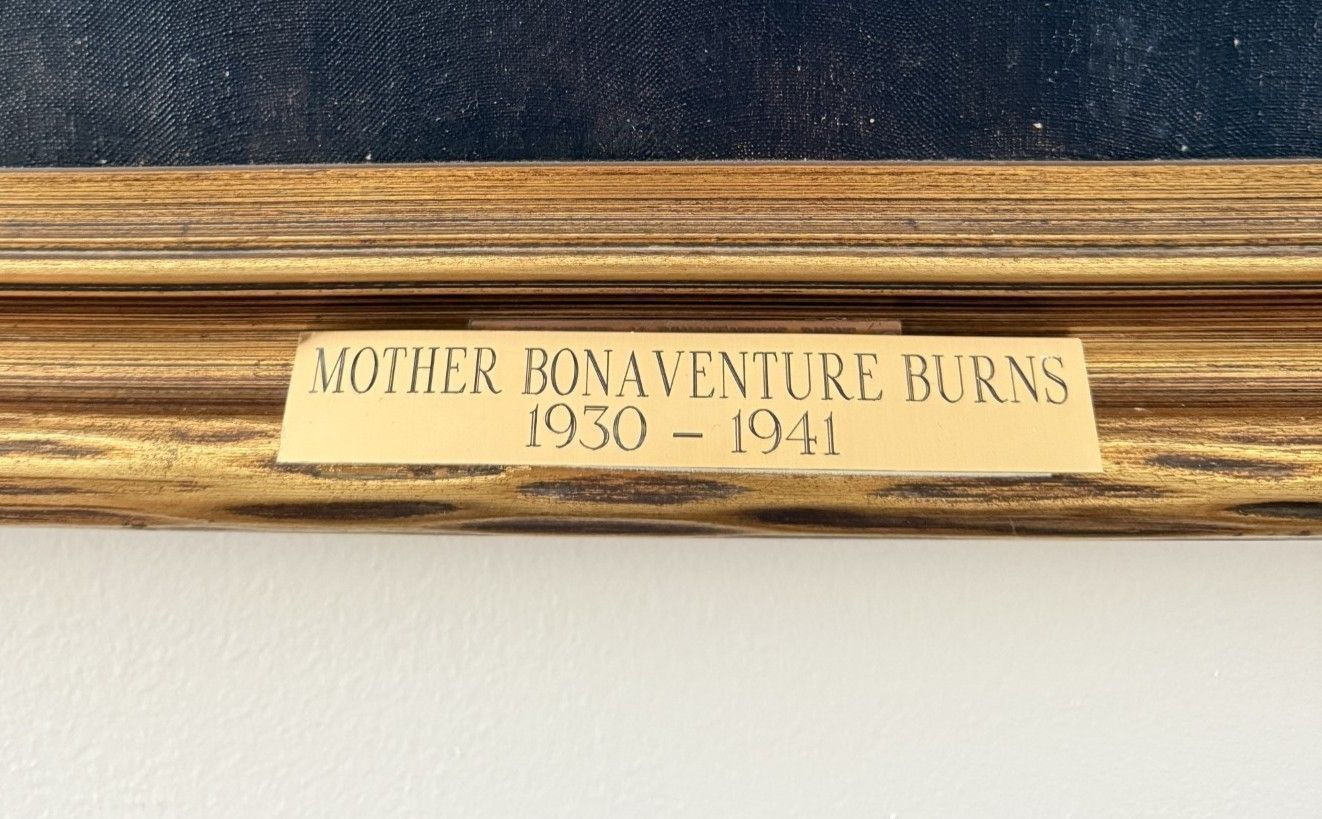 MOTHER BONAVENTURE BURNS
1930 – 1941